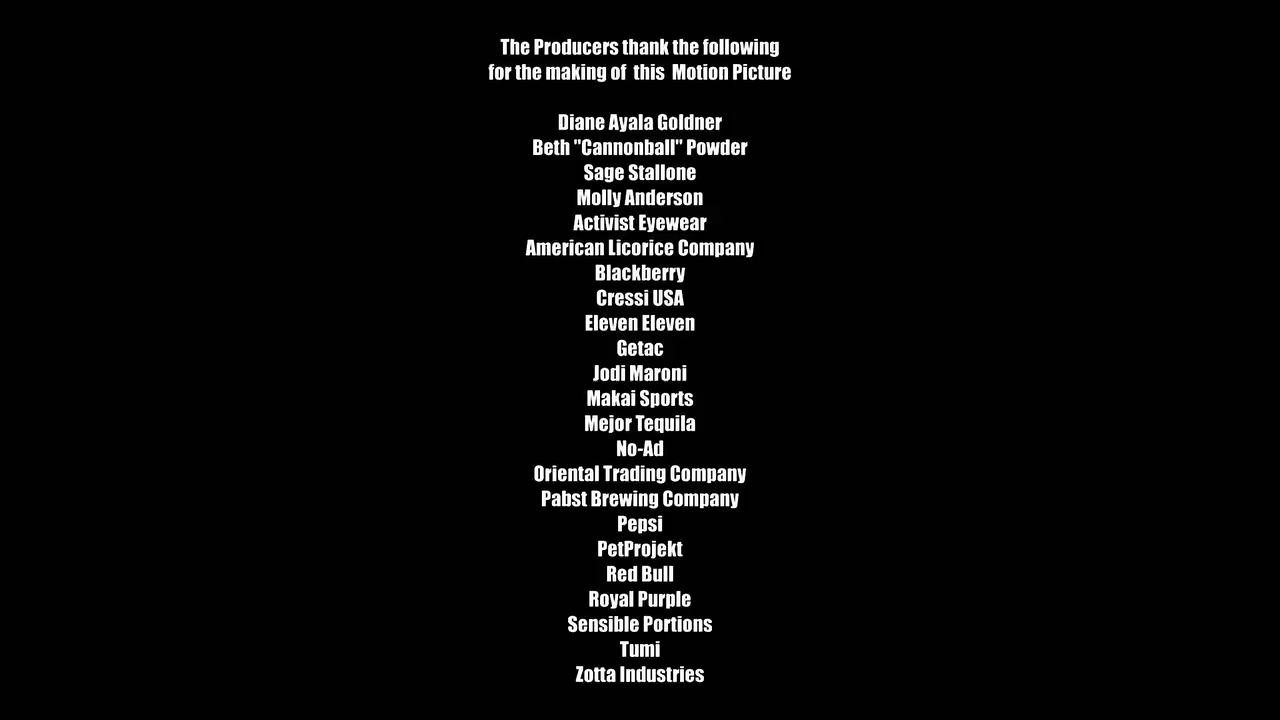 The Producers thank the following
for the making of this Motion Picture
Diane Ayala Goldner
Beth "Cannonball" Powder
Sage Stallone
Molly Anderson
Activist Eyewear
American Licorice Company
Blackberry
Cressi USA
Eleven Eleven
Getac
Jodi Maroni
Makai Sports
Mejor Tequila
No-Ad
Oriental Trading Company
Pabst Brewing Company
Pepsi
PetProjekt
Red Bull
Royal Purple
Sensible Portions
Tumi
Zotta Industries